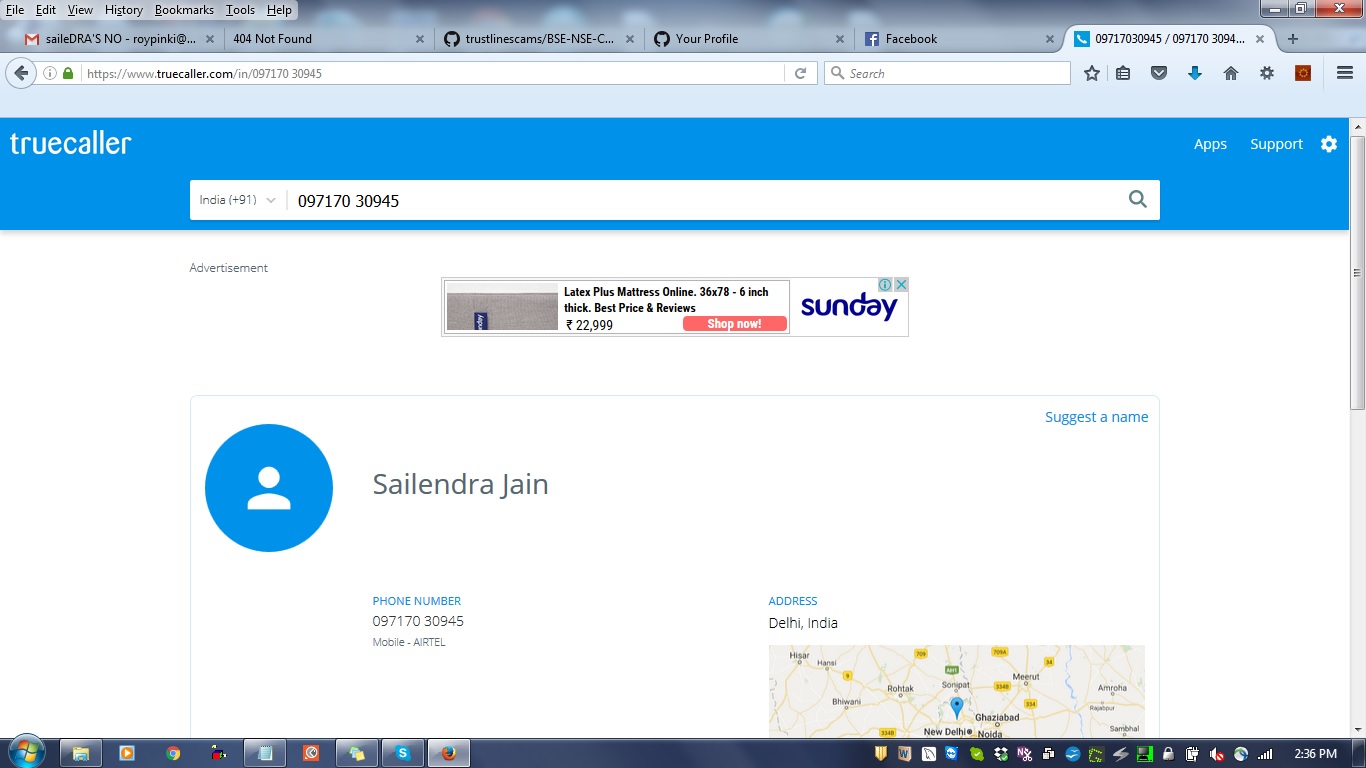 File Edit View History Bookmarks Tools Help
saileDRA'S NO - roypinki@...
404 Not Found
trustlinescams/BSE-NSE-C...
Your Profile
Facebook
09717030945 / 097170 3094...
https://www.truecaller.com/in/097170 30945
Search
truecaller
Apps Support
India (+91) 097170 30945
Advertisement
Latex Plus Mattress Online. 36x78 - 6 inch
thick. Best Price & Reviews
₹ 22,999
Shop now!
sunday
Suggest a name
Sailendra Jain
PHONE NUMBER
097170 30945
Mobile - AIRTEL
ADDRESS
Delhi, India
Hisar
Hansi
709
709A
34
AH1
9
Sonipat
334B
Meerut
Rohtak
Amroha
Bhiwani
334
Rajabpur
Ghaziabad
New Delhi
Noida
334B
Sambhal
2:36 PM